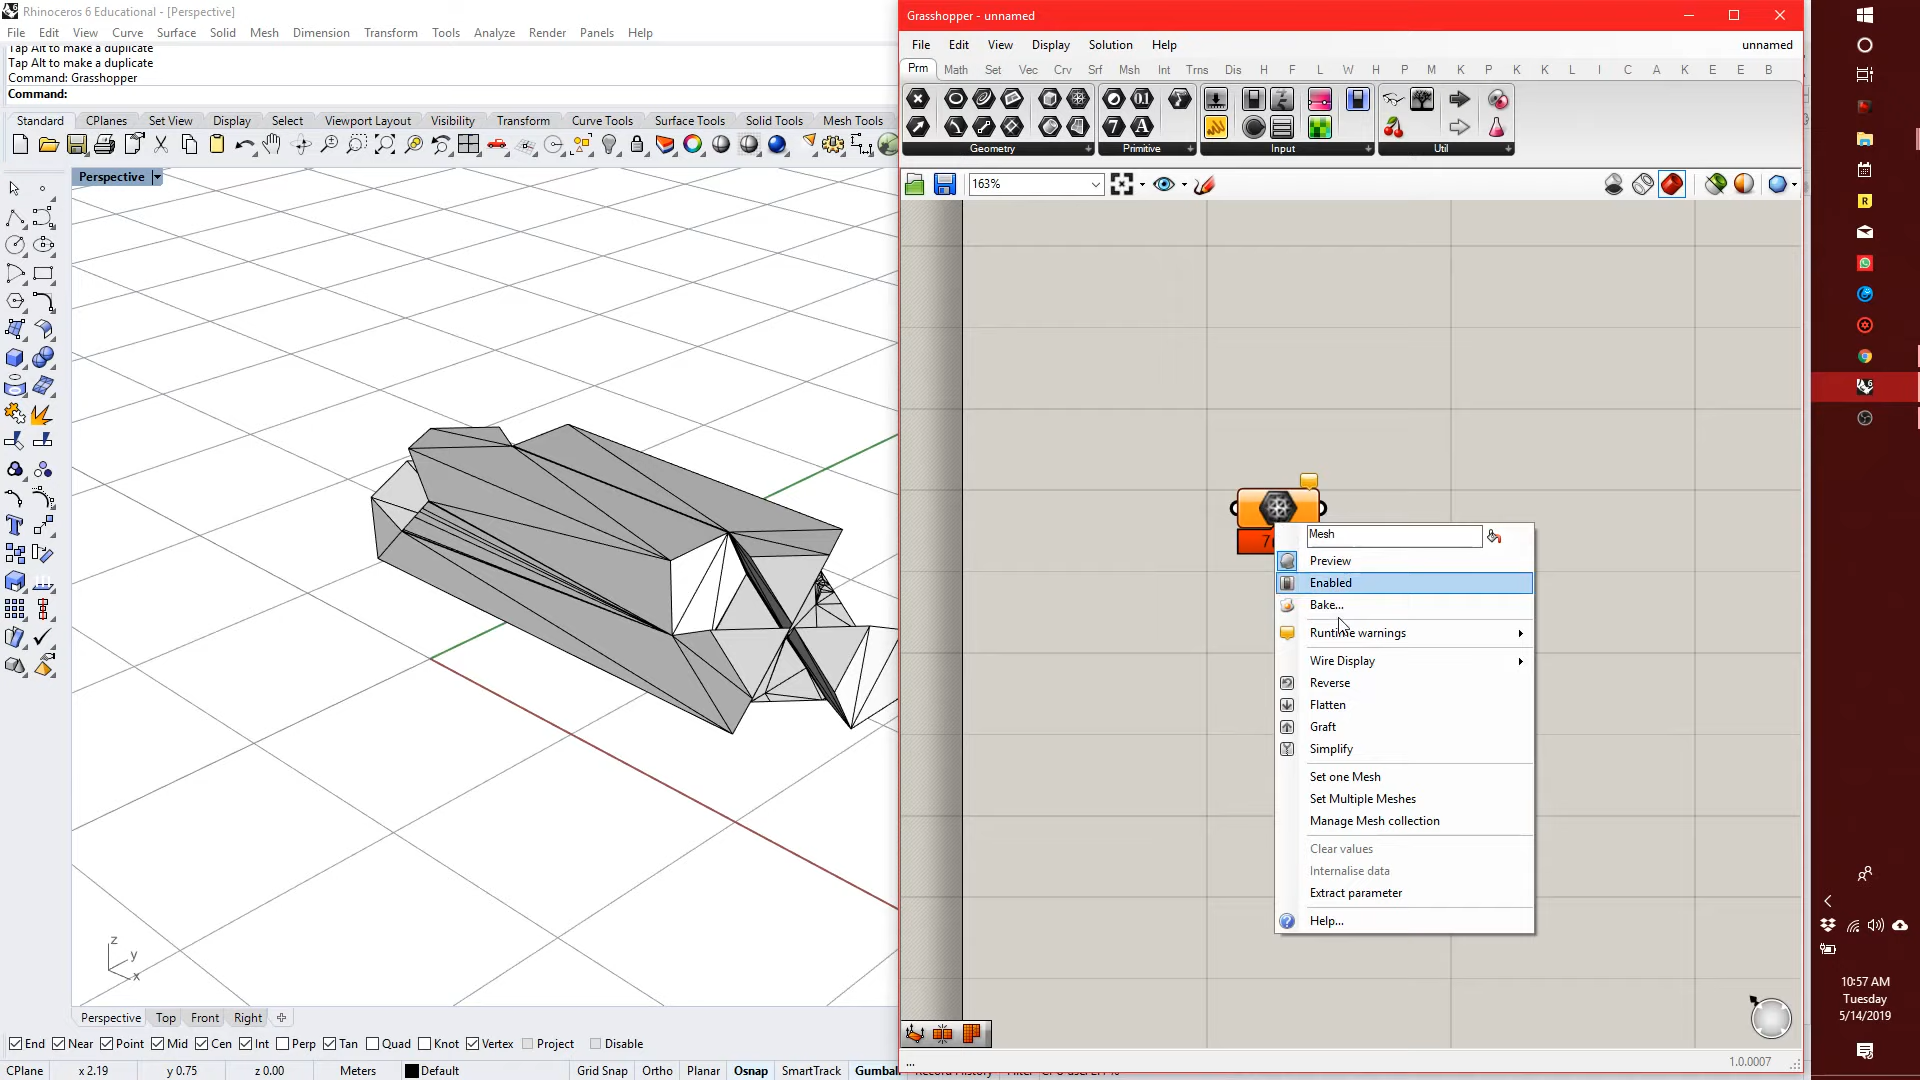 Rhinoceros 6 Educational - [Perspective]
File Edit View Curve Surface Solid Mesh Dimension Transform Tools Analyze Render Panels Help
Tap Alt to make a duplicate
Tap Alt to make a duplicate
Command: Grasshopper
Command:
Standard CPlanes Set View Display Select Viewport Layout Visibility Transform Curve Tools Surface Tools Solid Tools Mesh Tools
Perspective
z
y
x
Perspective Top Front Right
End Near Point Mid Cen Int Perp Tan Quad Knot Vertex Project Disable
CPlane x 2.19 y 0.75 z 0.00 Meters Default Grid Snap Ortho Planar Osnap SmartTrack Gumball
Grasshopper - unnamed
File Edit View Display Solution Help unnamed
Prm Math Set Vec Crv Srf Msh Int Trns Dis H F L W H P M K P K K L I C A K E E B
Geometry Primitive Input Util
163%
Mesh
Preview
Enabled
Bake...
Runtime warnings
Wire Display
Reverse
Flatten
Graft
Simplify
Set one Mesh
Set Multiple Meshes
Manage Mesh collection
Clear values
Internalise data
Extract parameter
Help...
...
1.0.0007
10:57 AM
Tuesday
5/14/2019